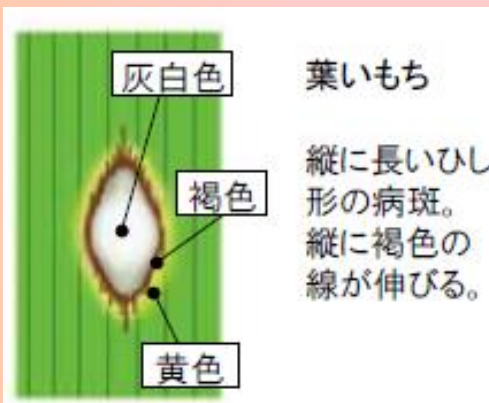 灰白色
褐色
黄色
葉いもち
縦に長いひし
形の病斑。
縦に褐色の
線が伸びる。